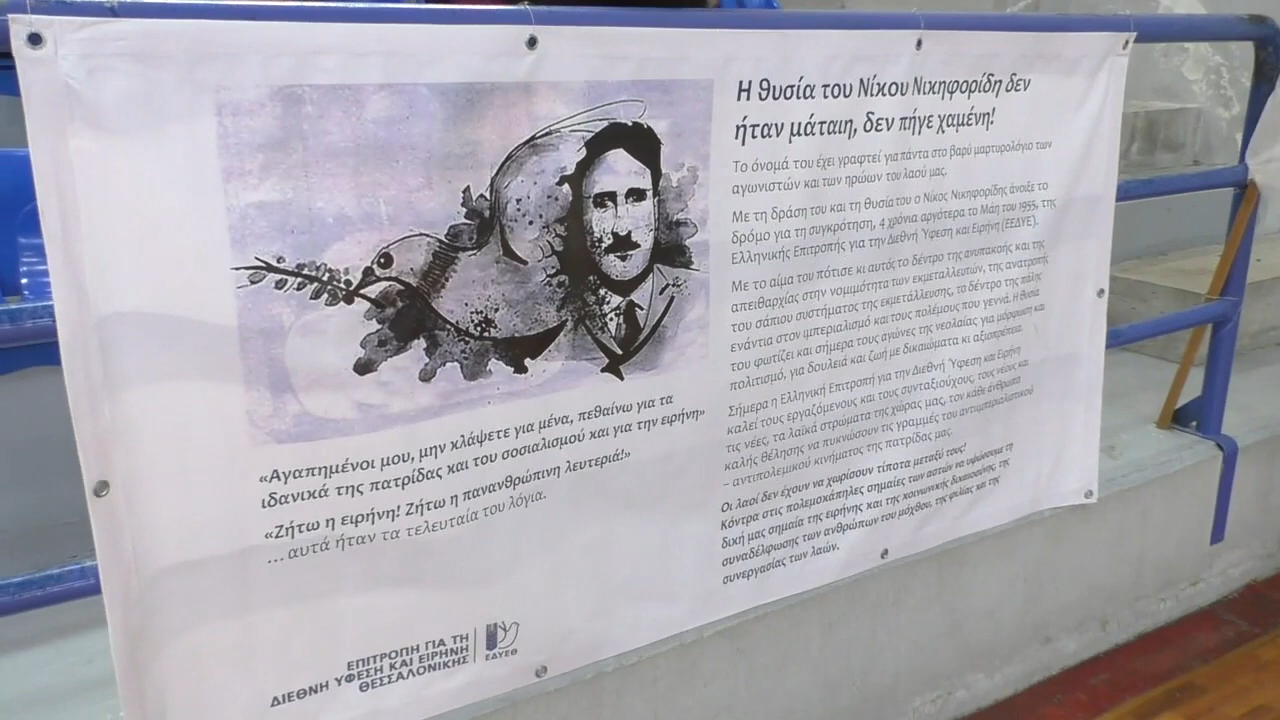 «Αγαπημένοι μου, μην κλάψετε για μένα, πεθαίνω για τα
ιδανικά της πατρίδας και του σοσιαλισμού και για την ειρήνη»
«Ζήτω η ειρήνη! Ζήτω η πανανθρώπινη λευτεριά!»
... αυτά ήταν τα τελευταία του λόγια.
ΕΠΙΤΡΟΠΗ ΓΙΑ ΤΗ
ΔΙΕΘΝΗ ΥΦΕΣΗ ΚΑΙ ΕΙΡΗΝΗ
ΘΕΣΣΑΛΟΝΙΚΗΣ
ΕΔΥΕΘ
Η θυσία του Νίκου Νικηφορίδη δεν
ήταν μάταιη, δεν πήγε χαμένη!
Το όνομά του έχει γραφτεί για πάντα στο βαρύ μαρτυρολόγιο των
αγωνιστών και των ηρώων του λαού μας.
Με τη δράση του και τη θυσία του ο Νίκος Νικηφορίδης άνοιξε το
δρόμο για τη συγκρότηση, 4 χρόνια αργότερα το Μάη του 1955, της
Ελληνικής Επιτροπής για την Διεθνή Ύφεση και Ειρήνη (ΕΕΔΥΕ).
Με το αίμα του πότισε κι αυτός το δέντρο της ανυπακοής και της
απειθαρχίας στην νομιμότητα των εκμεταλλευτών, της ανατροπής
του σάπιου συστήματος της εκμετάλλευσης, το δέντρο της πάλης
ενάντια στον ιμπεριαλισμό και τους πολέμους που γεννά. Η θυσία
του φωτίζει και σήμερα τους αγώνες της νεολαίας για μόρφωση και
πολιτισμό, για δουλειά και ζωή με δικαιώματα κι αξιοπρέπεια.
Σήμερα η Ελληνική Επιτροπή για την Διεθνή Ύφεση και Ειρήνη
καλεί τους εργαζόμενους και τους συνταξιούχους, τους νέους και
τις νέες, τα λαϊκά στρώματα της χώρας μας, τον κάθε άνθρωπο
καλής θέλησης να πυκνώσουν τις γραμμές του αντιιμπεριαλιστικού
– αντιπολεμικού κινήματος της πατρίδας μας.
Οι λαοί δεν έχουν να χωρίσουν τίποτα μεταξύ τους!
Κόντρα στις πολεμοκάπηλες σημαίες των αστών να υψώσουμε τη
δική μας σημαία της ειρήνης και της κοινωνικής δικαιοσύνης, της
συναδέλφωσης των ανθρώπων του μόχθου, της φιλίας και της
συνεργασίας των λαών.